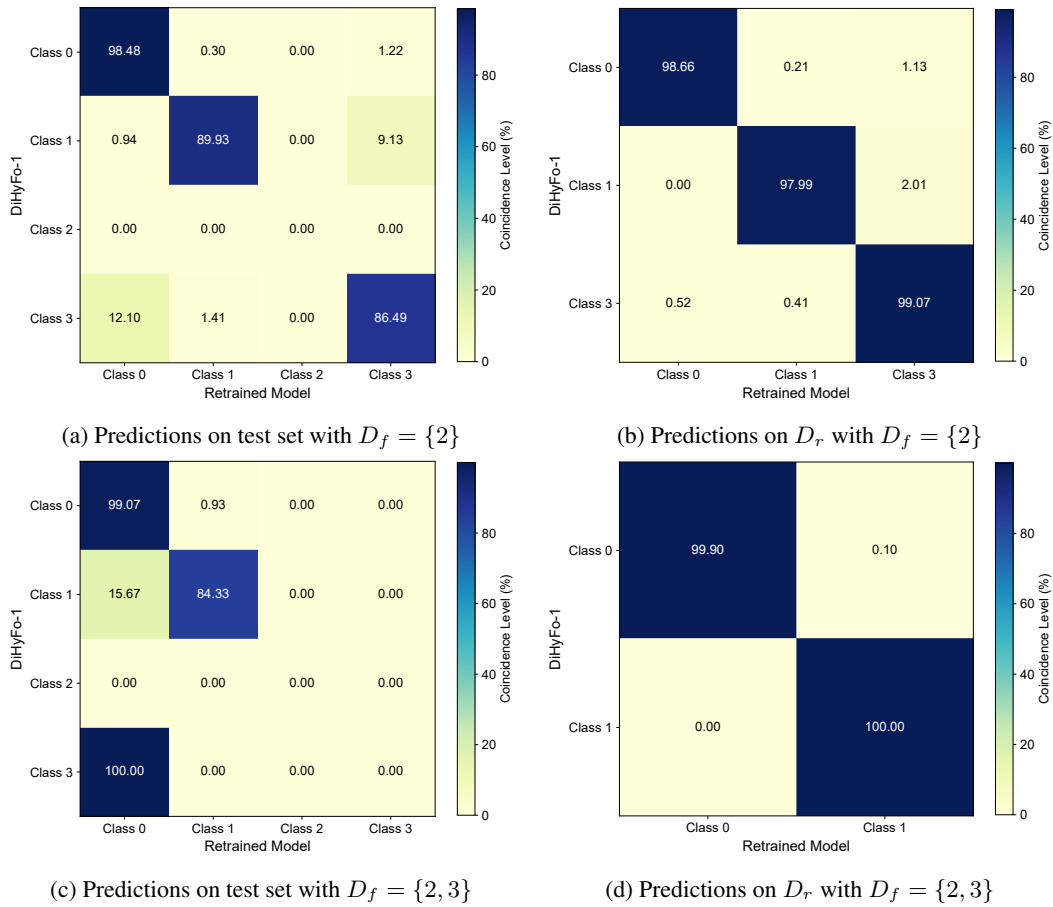 Class 0 98.48 0.30 0.00 1.22
Class 1 0.94 89.93 0.00 9.13
Class 2 0.00 0.00 0.00 0.00
Class 3 12.10 1.41 0.00 86.49
Class 0 Class 1 Class 2 Class 3
Retrained Model
DiHyFo-1
80
60
40
20
0
Coincidence Level (%)
(a) Predictions on test set with D_f = {2}
Class 0 98.66 0.21 1.13
Class 1 0.00 97.99 2.01
Class 3 0.52 0.41 99.07
Class 0 Class 1 Class 3
Retrained Model
DiHyFo-1
80
60
40
20
0
Coincidence Level (%)
(b) Predictions on D_r with D_f = {2}
Class 0 99.07 0.93 0.00 0.00
Class 1 15.67 84.33 0.00 0.00
Class 2 0.00 0.00 0.00 0.00
Class 3 100.00 0.00 0.00 0.00
Class 0 Class 1 Class 2 Class 3
Retrained Model
DiHyFo-1
80
60
40
20
0
Coincidence Level (%)
(c) Predictions on test set with D_f = {2, 3}
Class 0 99.90 0.10
Class 1 0.00 100.00
Class 0 Class 1
Retrained Model
DiHyFo-1
80
60
40
20
0
Coincidence Level (%)
(d) Predictions on D_r with D_f = {2, 3}